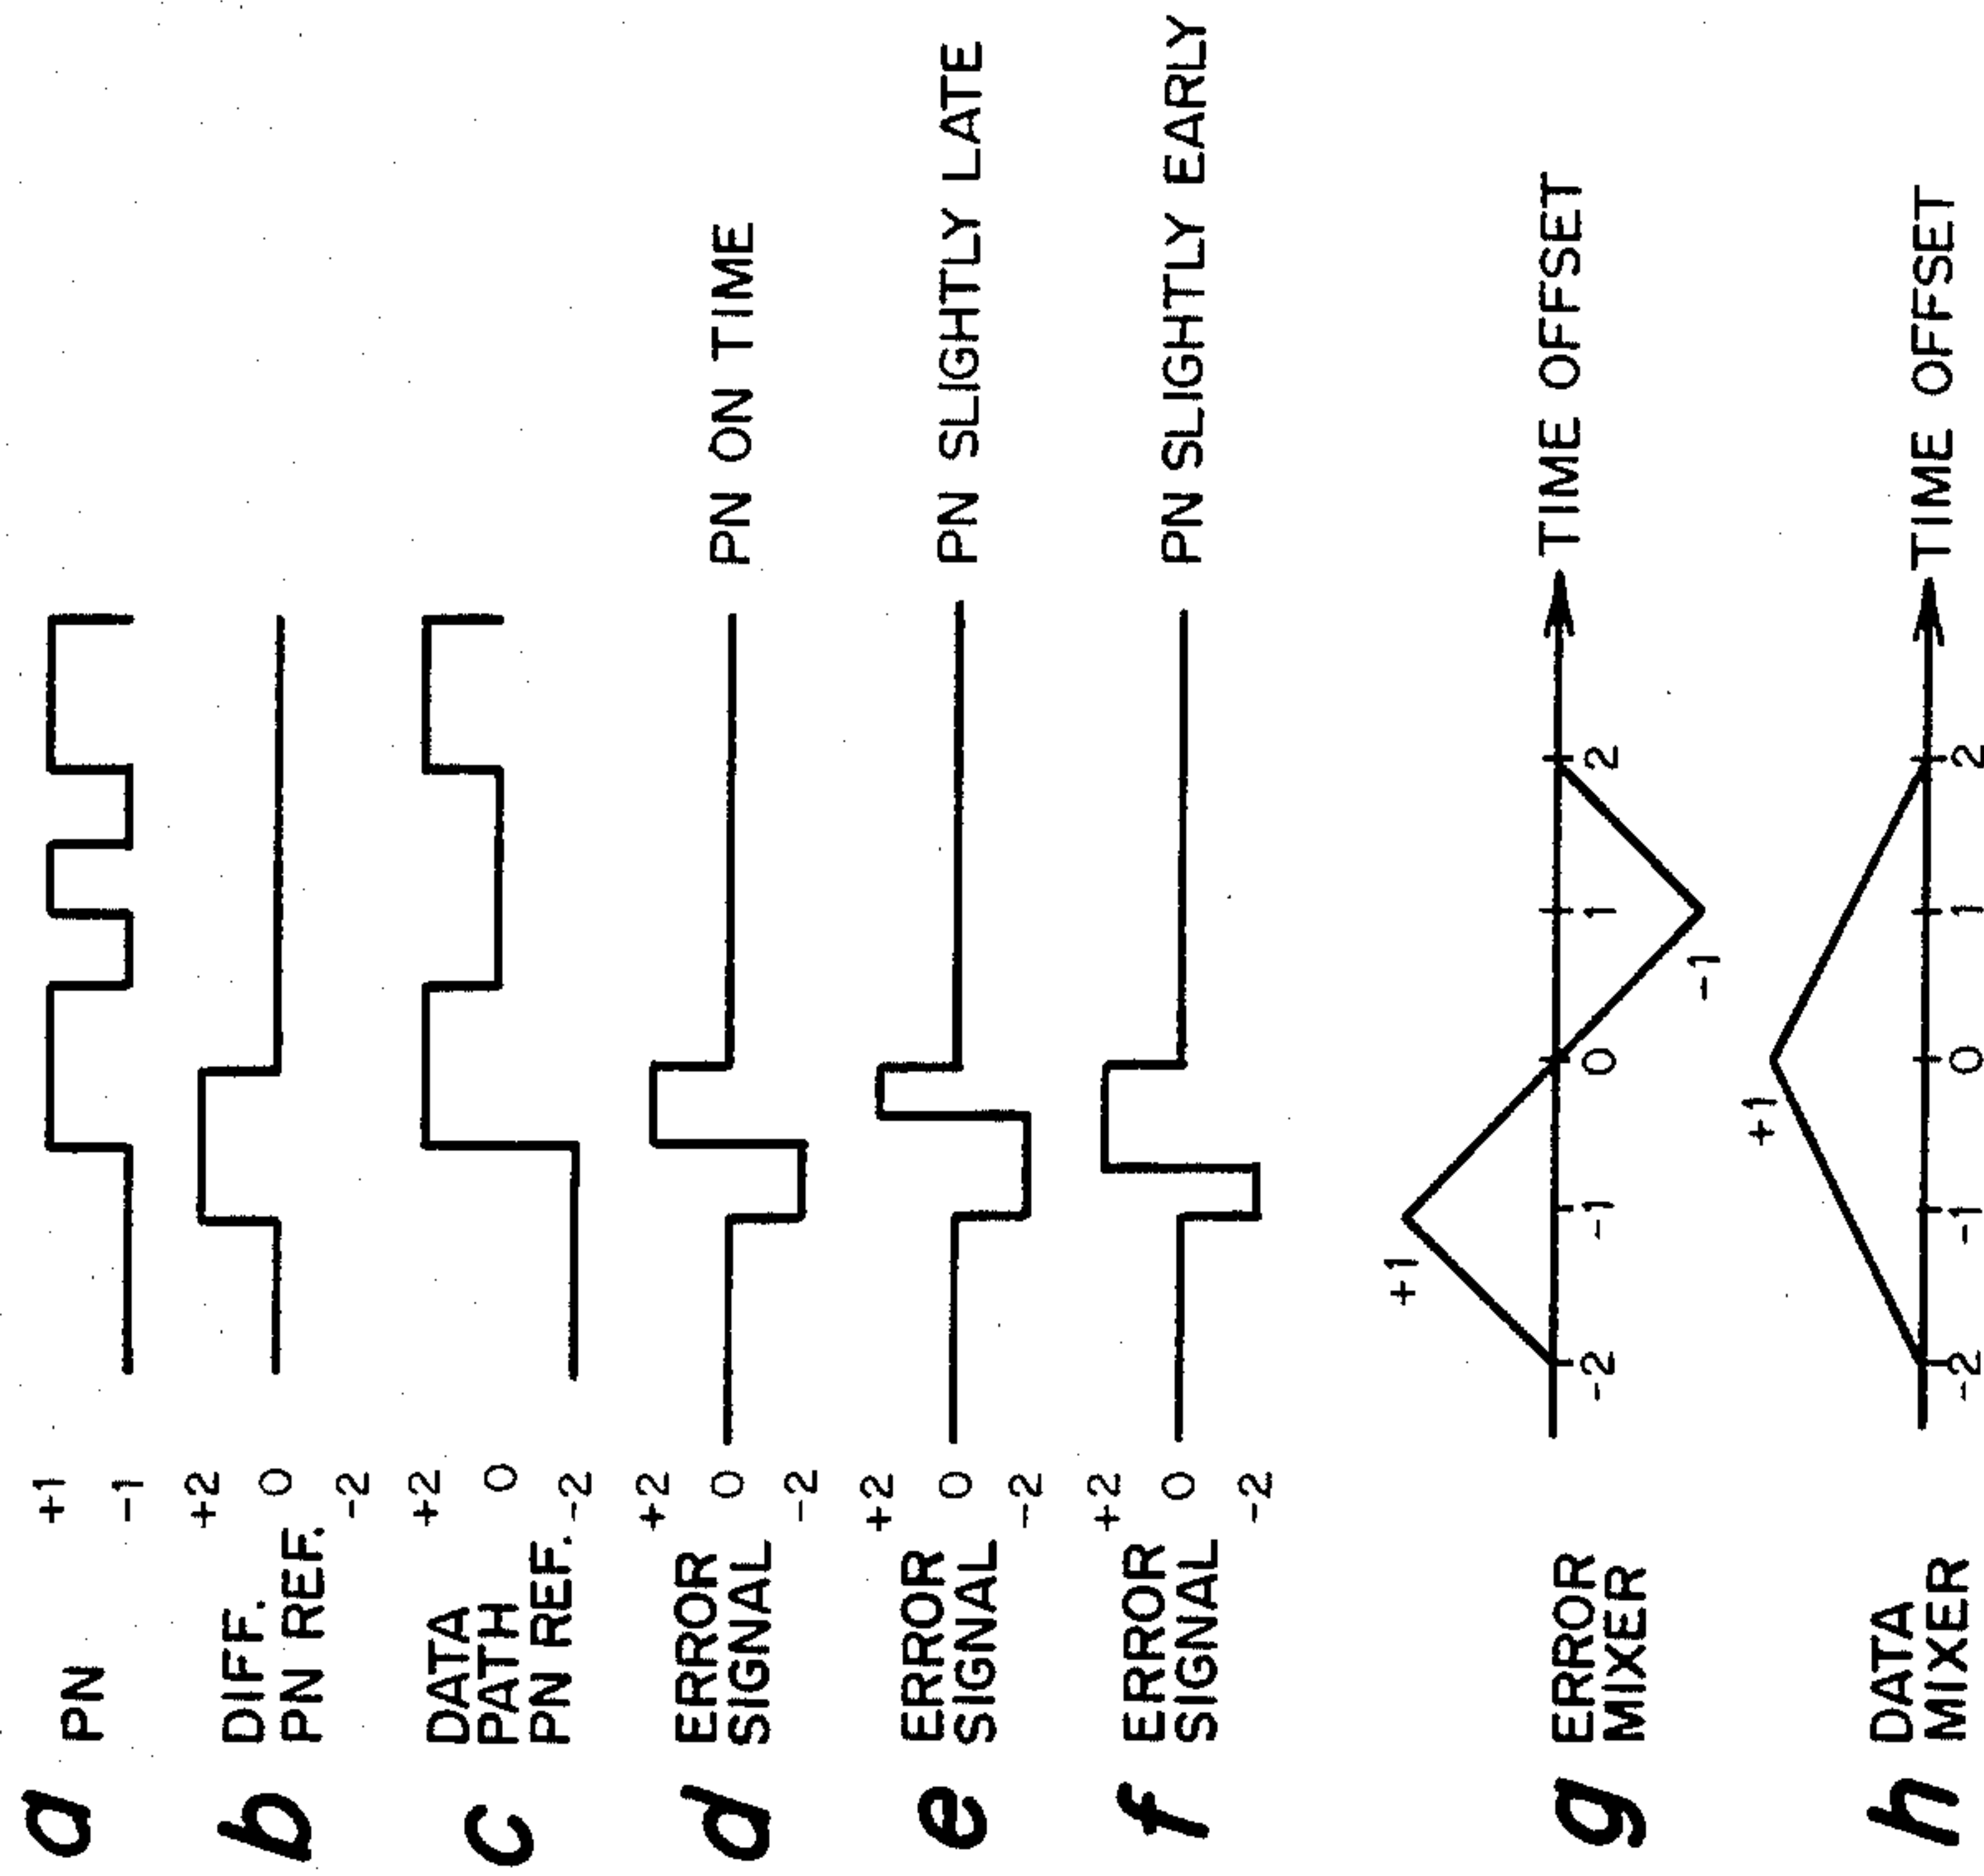 a PN +1
-1
b DIFF.
PN REF. +2
0
-2
c DATA
PATH
PN REF. +2
0
-2
d ERROR
SIGNAL +2
0
-2
PN ON TIME
e ERROR
SIGNAL +2
0
-2
PN SLIGHTLY LATE
f ERROR
SIGNAL +2
0
-2
PN SLIGHTLY EARLY
g ERROR
MIXER
+1
-2 -1 0 1 2
-1
TIME OFFSET
h DATA
MIXER
+1
-2 -1 0 1 2
TIME OFFSET